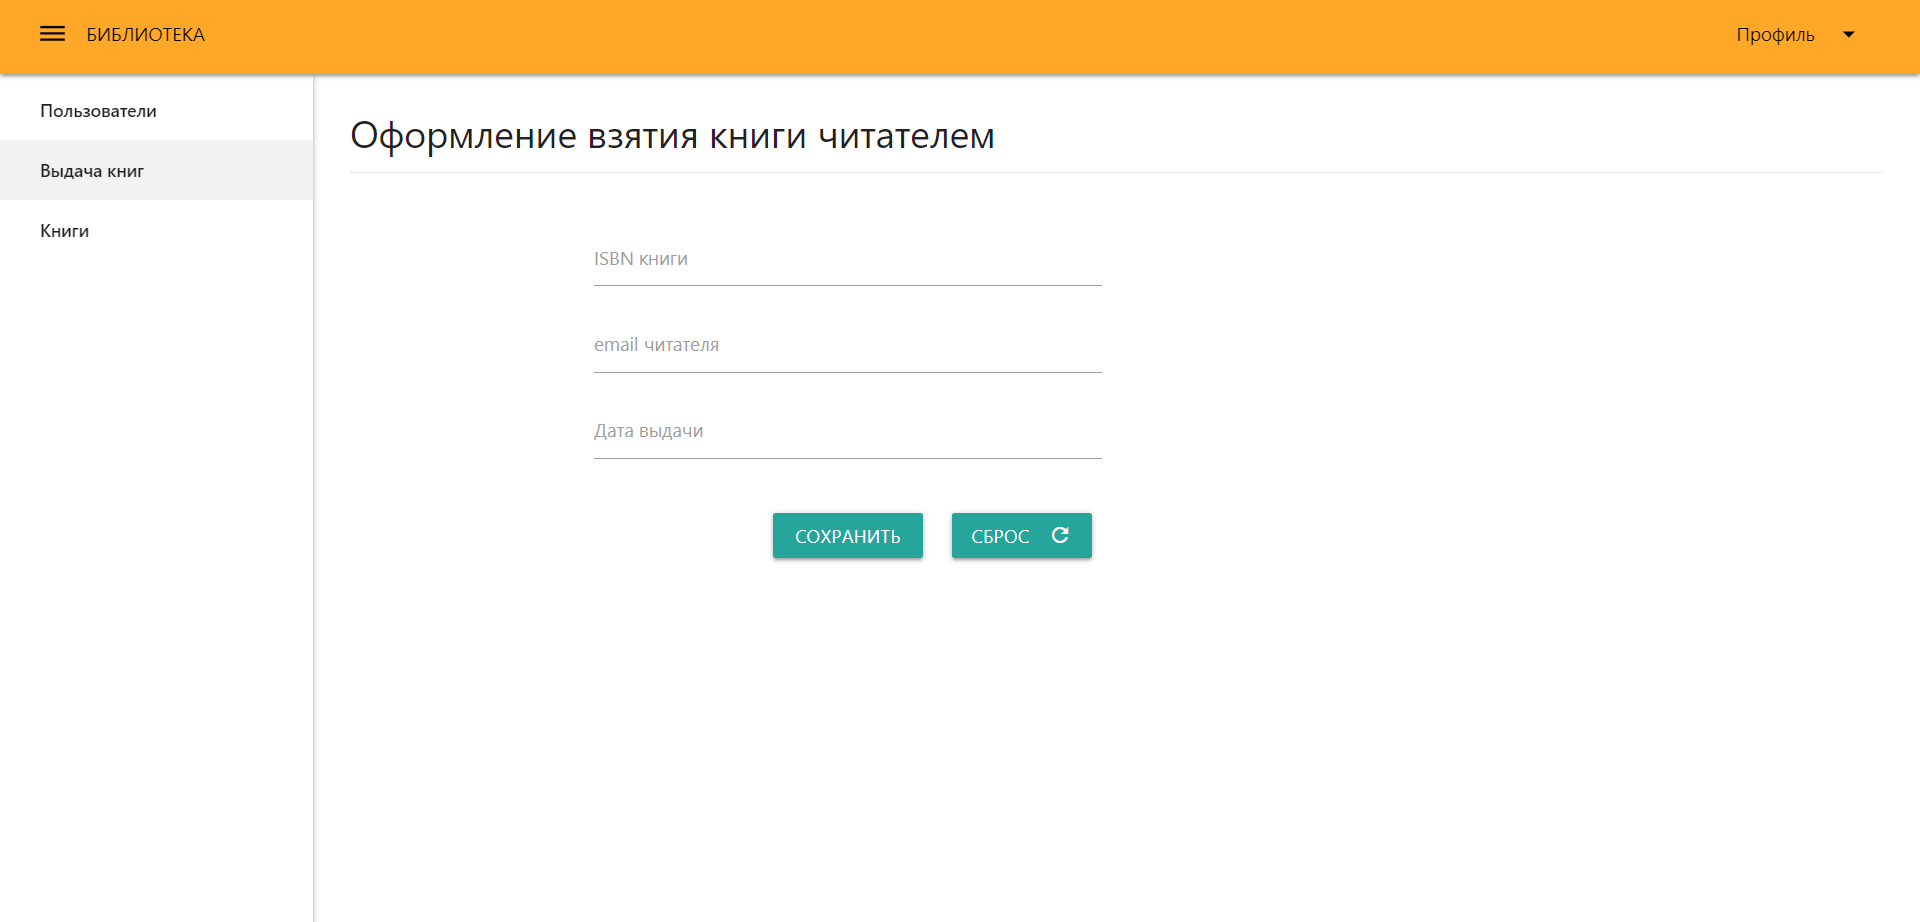 БИБЛИОТЕКА
Профиль
Пользователи
Выдача книг
Книги
Оформление взятия книги читателем
ISBN книги
email читателя
Дата выдачи
СОХРАНИТЬ
СБРОС